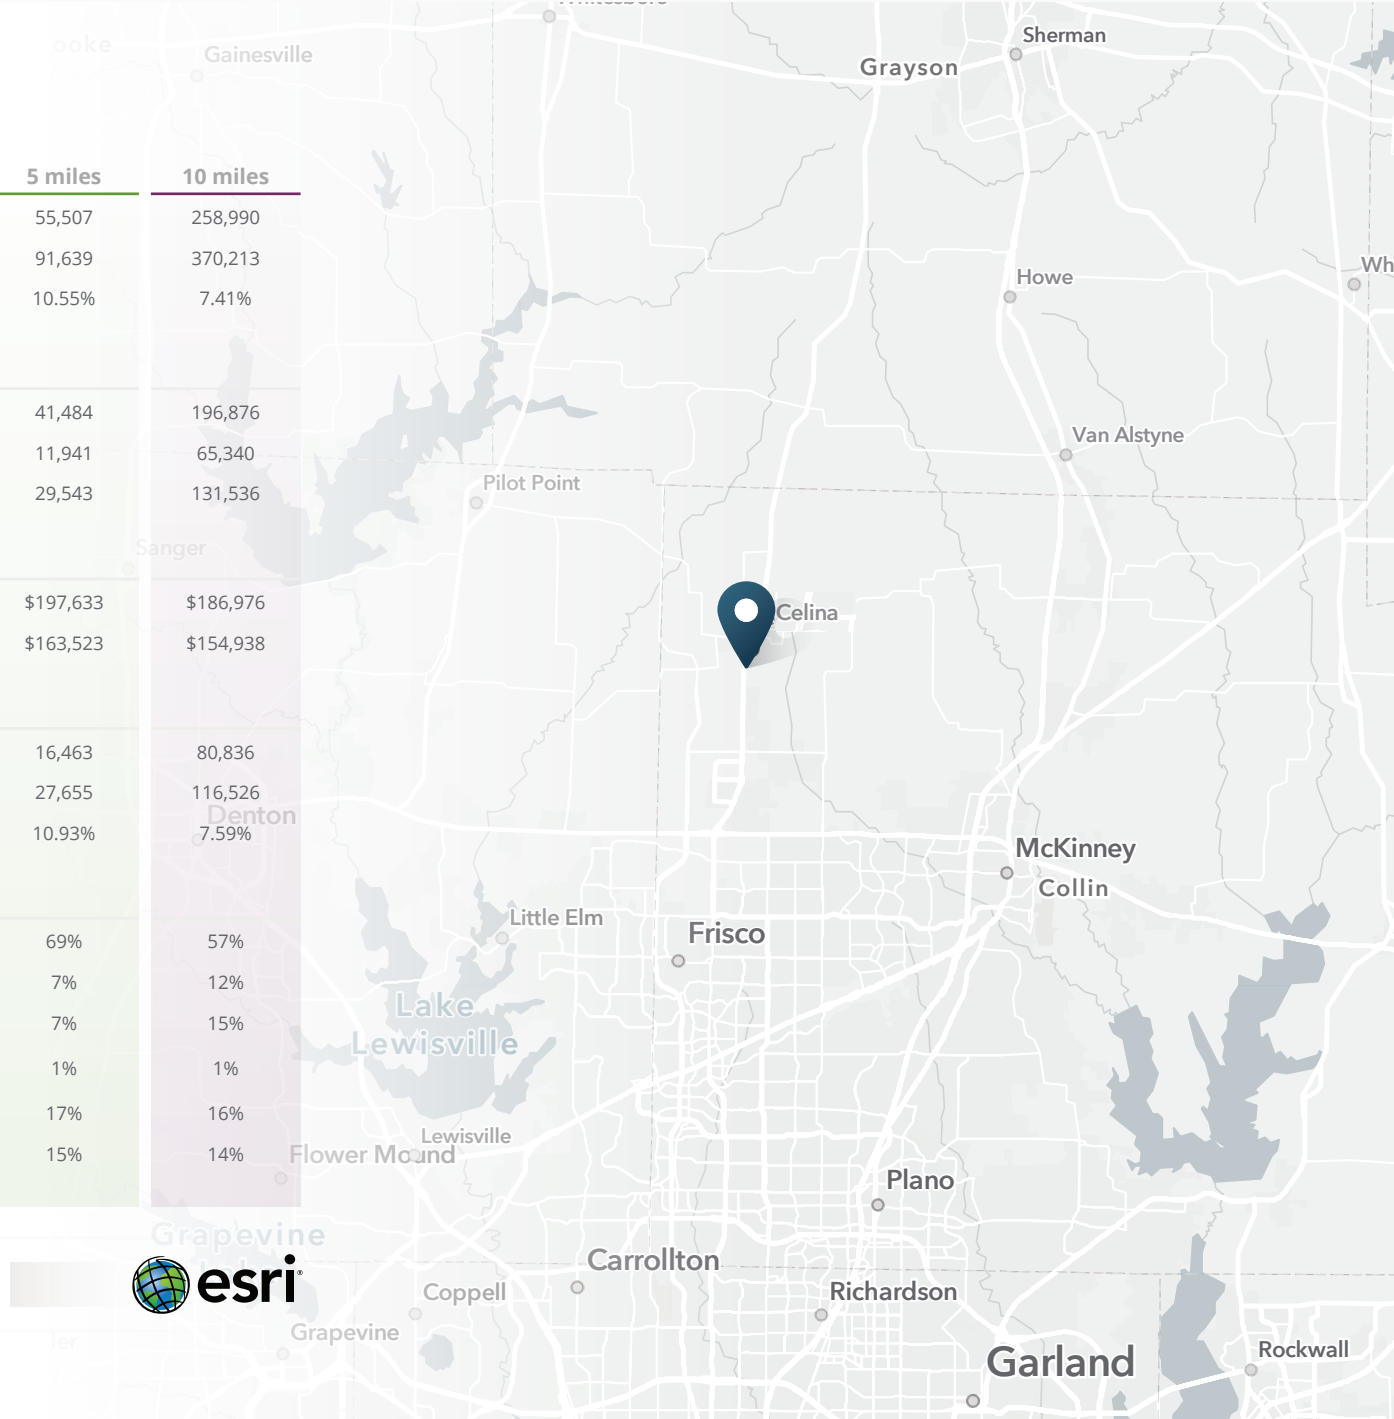 ooke
Gainesville
Sherman
Grayson
5 miles 10 miles
55,507 258,990
91,639 370,213
10.55% 7.41%
Howe
Wh
41,484 196,876
11,941 65,340
29,543 131,536
Van Alstyne
Pilot Point
Sanger
$197,633 $186,976
$163,523 $154,938
Celina
16,463 80,836
27,655 116,526
10.93% 7.59%
Denton
McKinney
Collin
Little Elm
Frisco
69% 57%
7% 12%
7% 15%
1% 1%
17% 16%
15% 14%
Lake
Lewisville
Lewisville
Flower Mound
Plano
Grapevine
Carrollton
esri®
Coppell
Richardson
Grapevine
ler
Garland
Rockwall